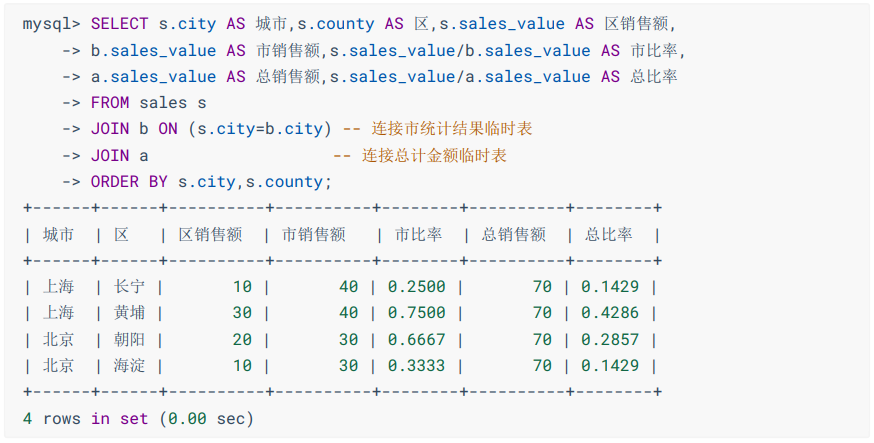 mysql> SELECT s.city AS 城市,s.county AS 区,s.sales_value AS 区销售额,
    -> b.sales_value AS 市销售额,s.sales_value/b.sales_value AS 市比率,
    -> a.sales_value AS 总销售额,s.sales_value/a.sales_value AS 总比率
    -> FROM sales s
    -> JOIN b ON (s.city=b.city) -- 连接市统计结果临时表
    -> JOIN a                   -- 连接总计金额临时表
    -> ORDER BY s.city,s.county;
+------+------+----------+----------+--------+----------+--------+
| 城市 | 区 | 区销售额 | 市销售额 | 市比率 | 总销售额 | 总比率 |
+------+------+----------+----------+--------+----------+--------+
| 上海 | 长宁 | 10 | 40 | 0.2500 | 70 | 0.1429 |
| 上海 | 黄埔 | 30 | 40 | 0.7500 | 70 | 0.4286 |
| 北京 | 朝阳 | 20 | 30 | 0.6667 | 70 | 0.2857 |
| 北京 | 海淀 | 10 | 30 | 0.3333 | 70 | 0.1429 |
+------+------+----------+----------+--------+----------+--------+
4 rows in set (0.00 sec)